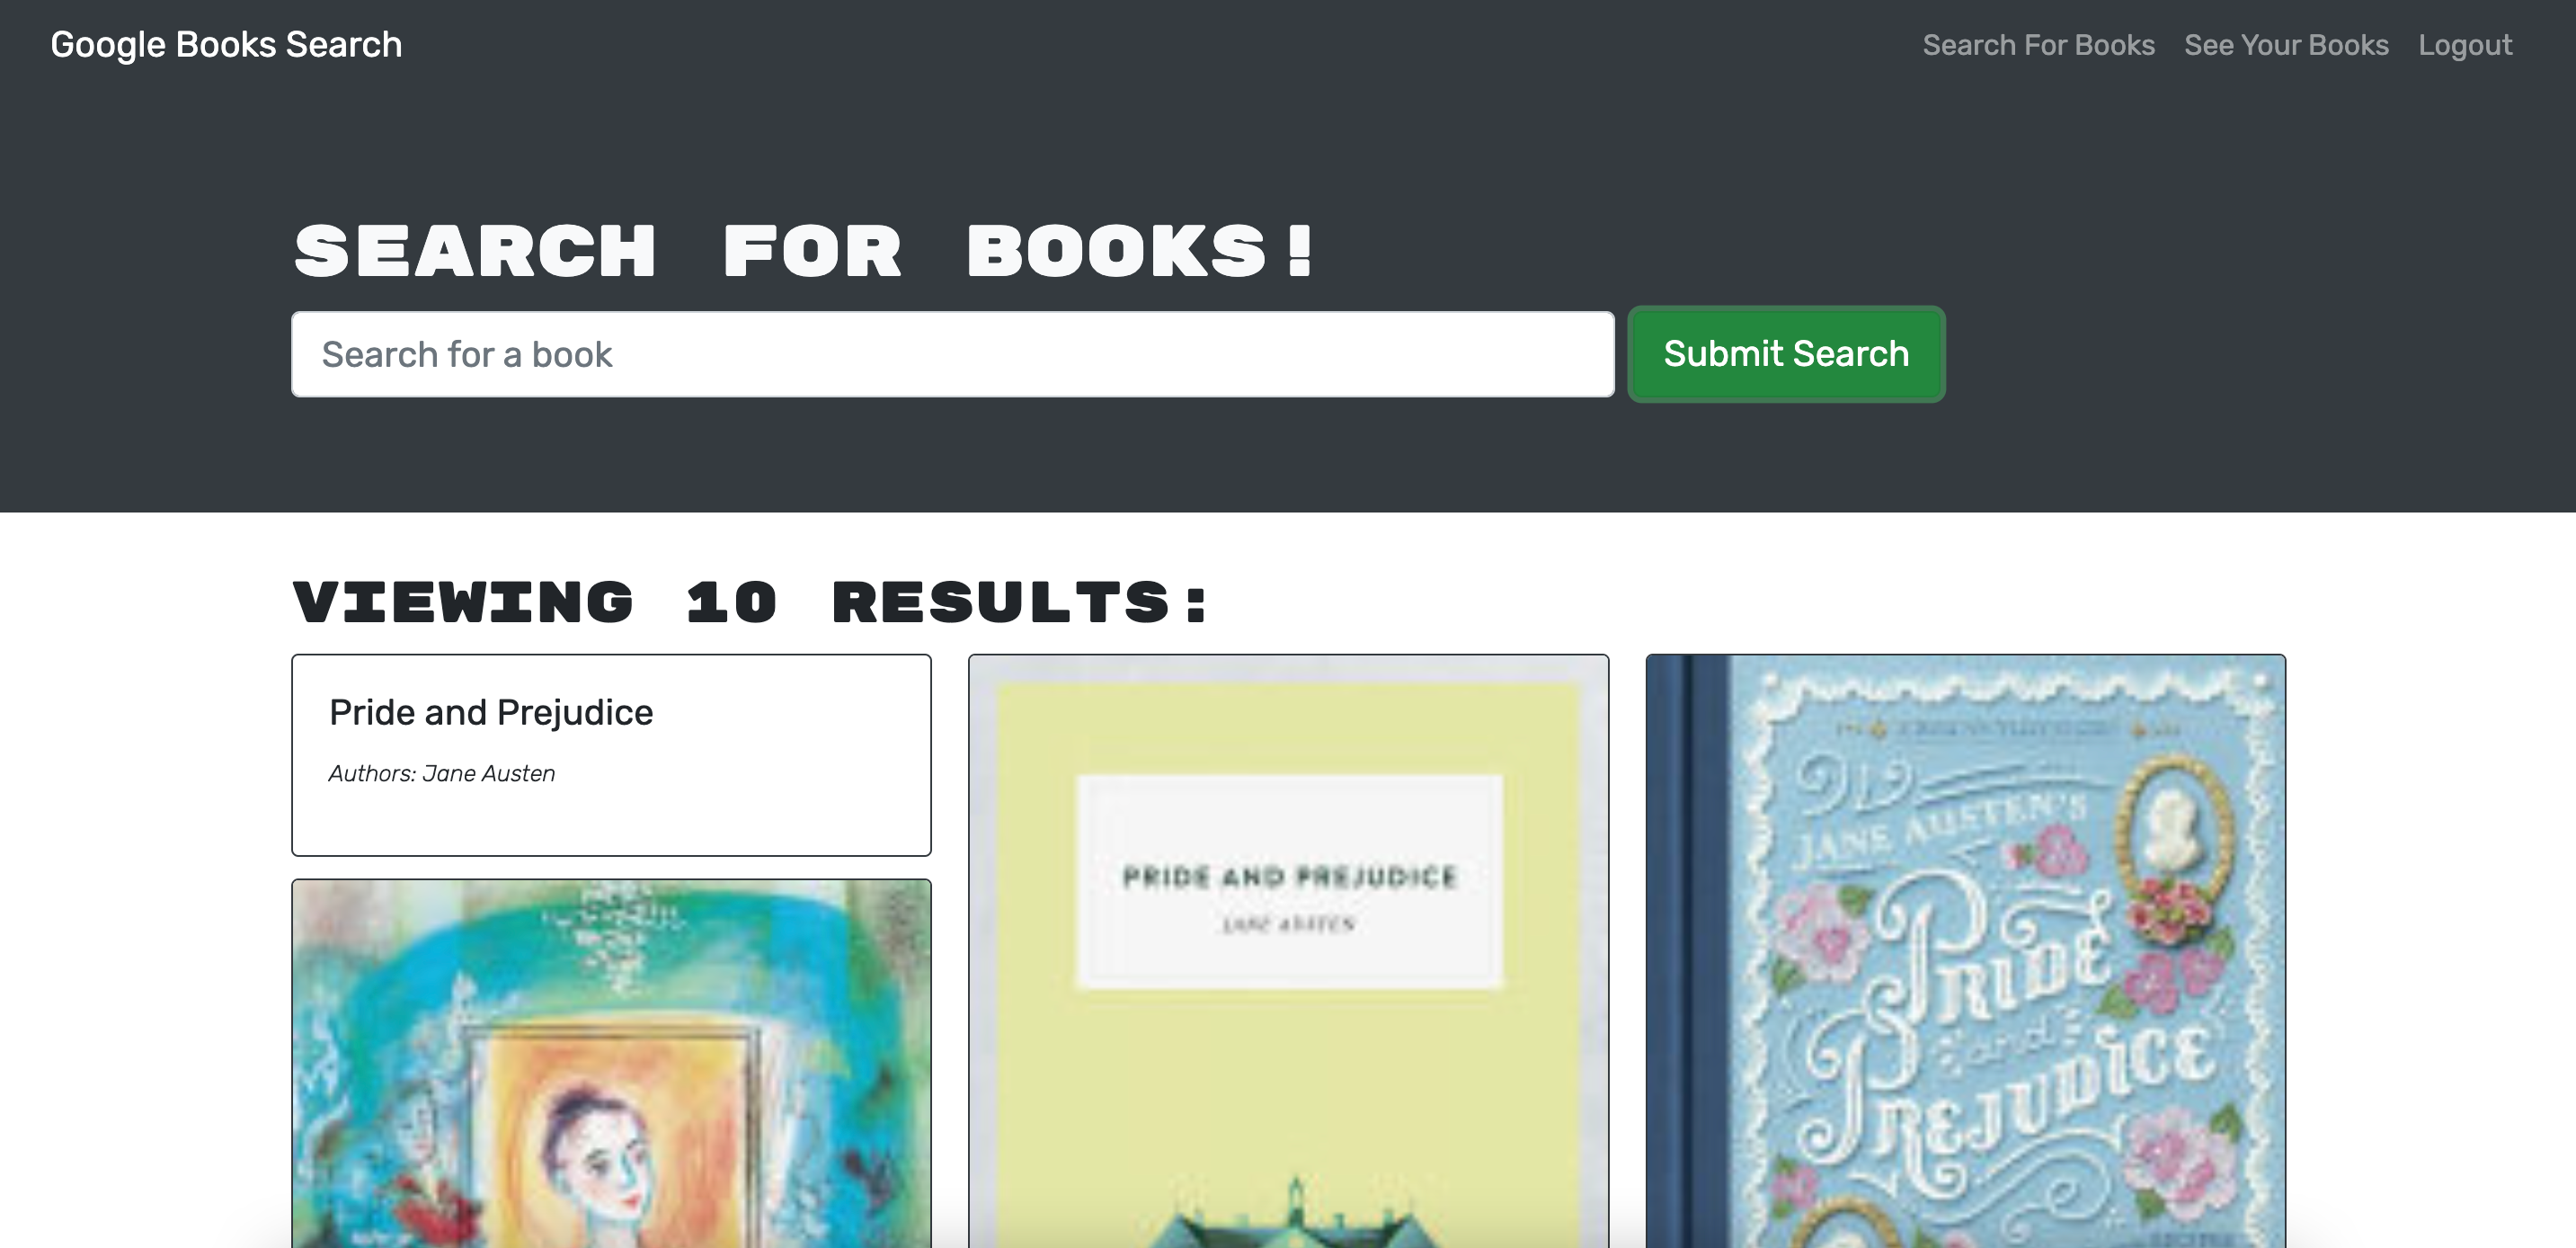 Google Books Search
Search For Books See Your Books Logout
SEARCH FOR BOOKS!
Search for a book
Submit Search
VIEWING 10 RESULTS:
Pride and Prejudice
Authors: Jane Austen
PRIDE AND PREJUDICE
JANE AUSTEN
JANE AUSTEN'S
PRIDE
and
PREJUDICE